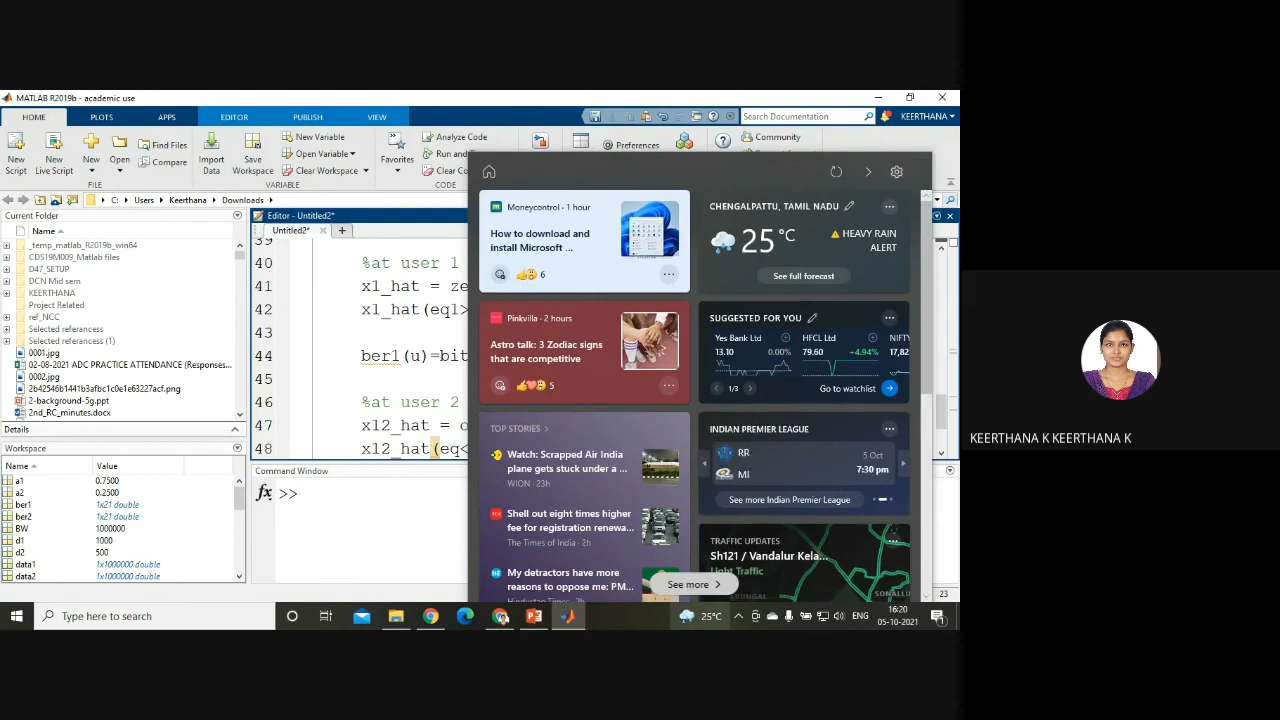 MATLAB R2019b - academic use
HOME
PLOTS
APPS
EDITOR
PUBLISH
VIEW
Search Documentation
KEERTHANA
New
Script
New
Live Script
New
Open
Find Files
Compare
Import
Data
Save
Workspace
New Variable
Open Variable
Clear Workspace
Favorites
Analyze Code
Run and
Clear Co
Preferences
Community
FILE
VARIABLE
CODE
C:
Users
Keerthana
Downloads
Current Folder
Name
_temp_matlab_R2019b_win64
CDS19M009_Matlab files
D47_SETUP
DCN Mid sem
KEERTHANA
Project Related
ref_NCC
Selected referancess
Selected referancess (1)
0001.jpg
02-08-2021 ADC PRACTICE ATTENDANCE (Responses...
0002.jpg
2b42546b1441b3afbc1c0e1e63227acf.png
2-background-5g.ppt
2nd_RC_minutes.docx
Details
Workspace
Name
Value
a1
0.7500
a2
0.2500
ber1
1x21 double
ber2
1x21 double
BW
1000000
d1
1000
d2
500
data1
1x1000000 double
data2
1x1000000 double
Editor - Untitled2*
Untitled2*
39
40 %at user 1
41 x1_hat = ze
42 x1_hat(eq1>
43
44 ber1(u)=bit
45
46 %at user 2
47 x12_hat = o
48 x12_hat(eq<
Command Window
fx >>
Moneycontrol · 1 hour
How to download and
install Microsoft ...
6
Pinkvilla · 2 hours
Astro talk: 3 Zodiac signs
that are competitive
5
TOP STORIES
Watch: Scrapped Air India
plane gets stuck under a ...
WION · 23h
Shell out eight times higher
fee for registration renewa...
The Times of India · 2h
My detractors have more
reasons to oppose me: PM...
Hindustan Times · 2h
CHENGALPATTU, TAMIL NADU
25 °C
HEAVY RAIN
ALERT
See full forecast
SUGGESTED FOR YOU
Yes Bank Ltd
13.10
0.00%
HFCL Ltd
79.60
+4.94%
NIFTY
17,82
1/3
Go to watchlist
INDIAN PREMIER LEAGUE
RR
MI
5 Oct
7:30 pm
See more Indian Premier League
TRAFFIC UPDATES
Sh121 / Vandalur Kela...
Light Traffic
See more
23
Type here to search
25°C
ENG
16:20
05-10-2021
1
KEERTHANA K KEERTHANA K